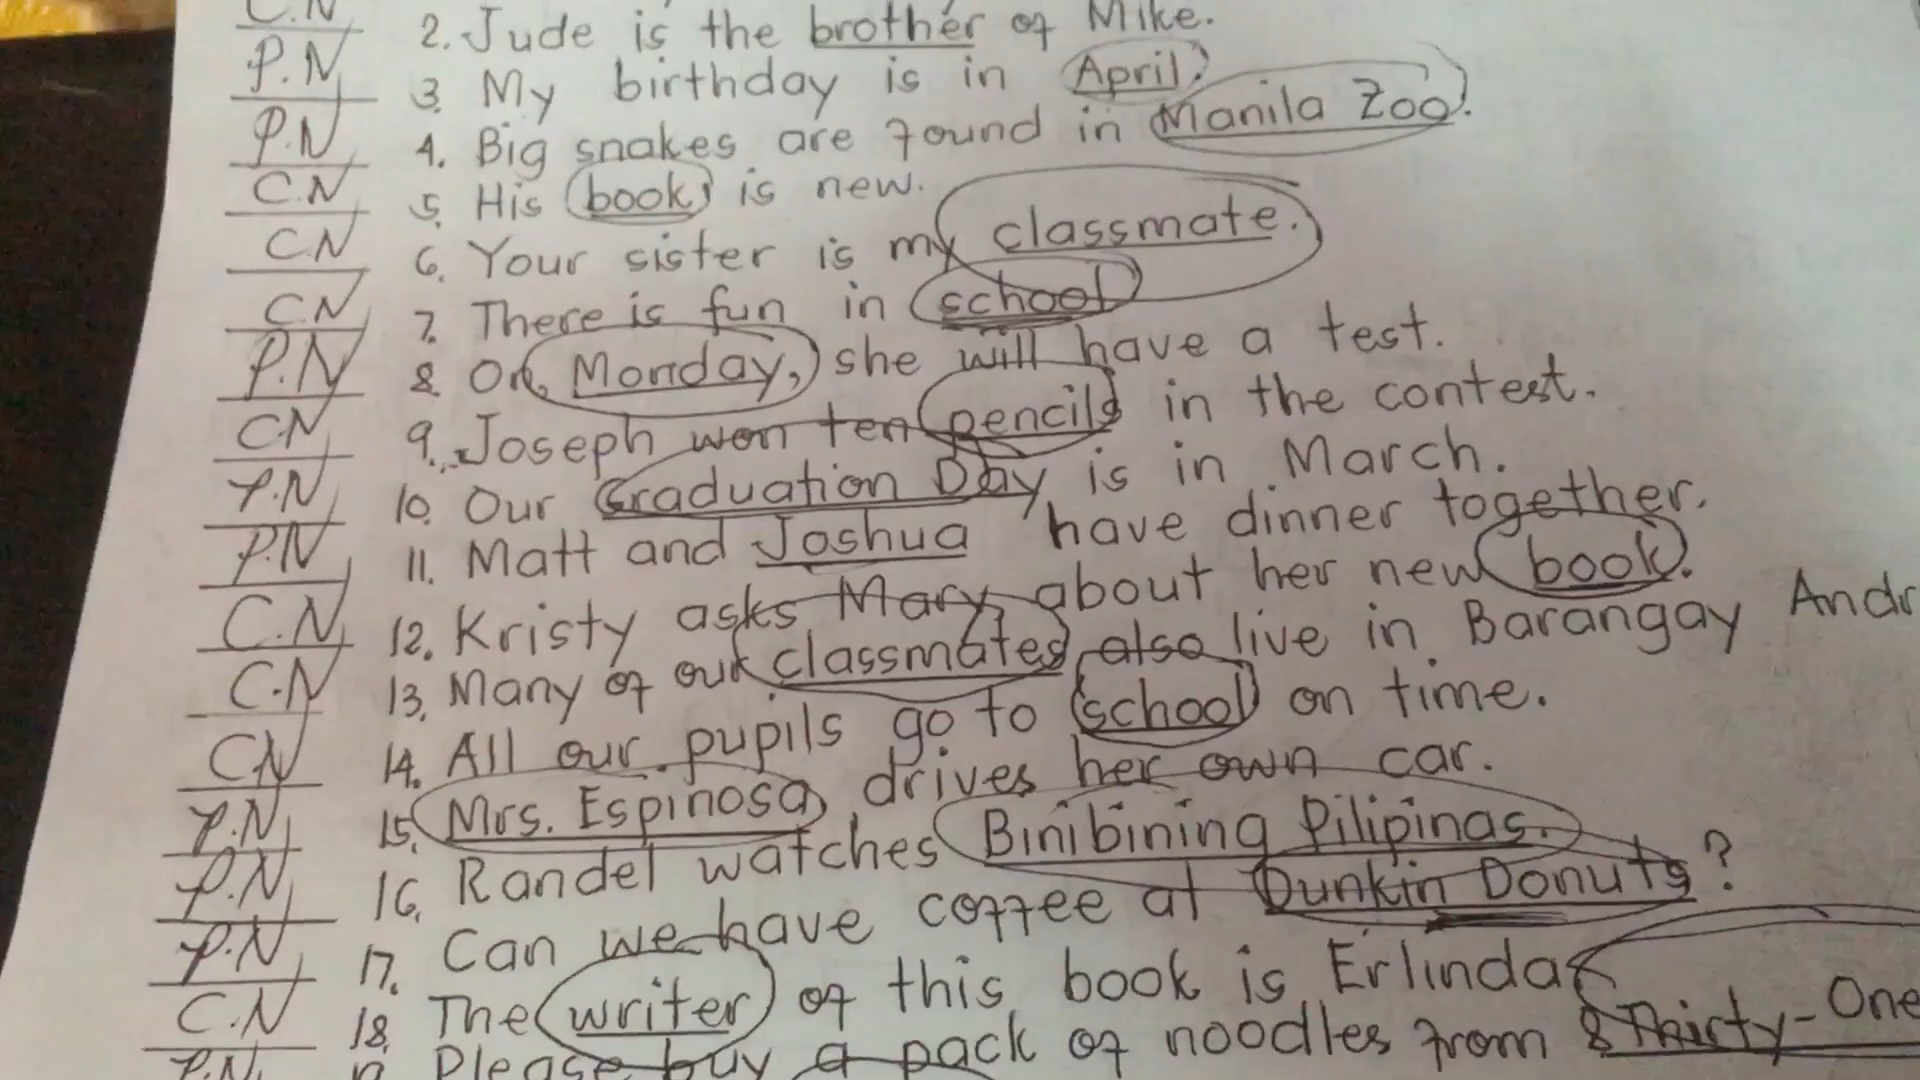 C.N 2. Jude is the brother of Mike.
P.N 3. My birthday is in April.
P.N 4. Big snakes are found in Manila Zoo.
C.N 5. His book is new.
C.N 6. Your sister is my classmate.
C.N 7. There is fun in school
P.N 8. On Monday, she will have a test.
C.N 9. Joseph won ten pencils in the contest.
P.N 10. Our Graduation Day is in March.
P.N 11. Matt and Joshua have dinner together.
C.N 12. Kristy asks Mary about her new book.
C.N 13. Many of our classmates also live in Barangay Andr
C.N 14. All our pupils go to school on time.
P.N 15. Mrs. Espinosa drives her own car.
P.N 16. Randel watches Binibining Pilipinas.
P.N 17. Can we have coffee at Dunkin Donuts?
C.N 18. The writer of this book is Erlinda
P.N Please buy a pack of noodles from Thirty-One